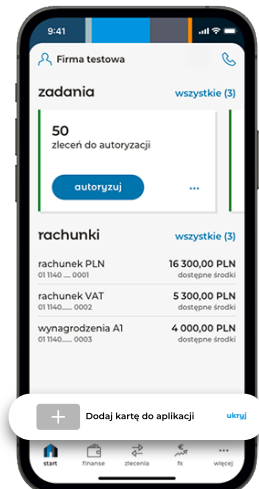 9:41
Firma testowa
zadania wszystkie (3)
50
zleceń do autoryzacji
autoryzuj
rachunki wszystkie (3)
rachunek PLN 16 300,00 PLN
01 1140 .... 0001 dostępne środki
rachunek VAT 5 300,00 PLN
01 1140..... 0002 dostępne środki
wynagrodzenia A1 4 000,00 PLN
01 1140..... 0003 dostępne środki
Dodaj kartę do aplikacji ukryj
start finanse zlecenia fx więcej